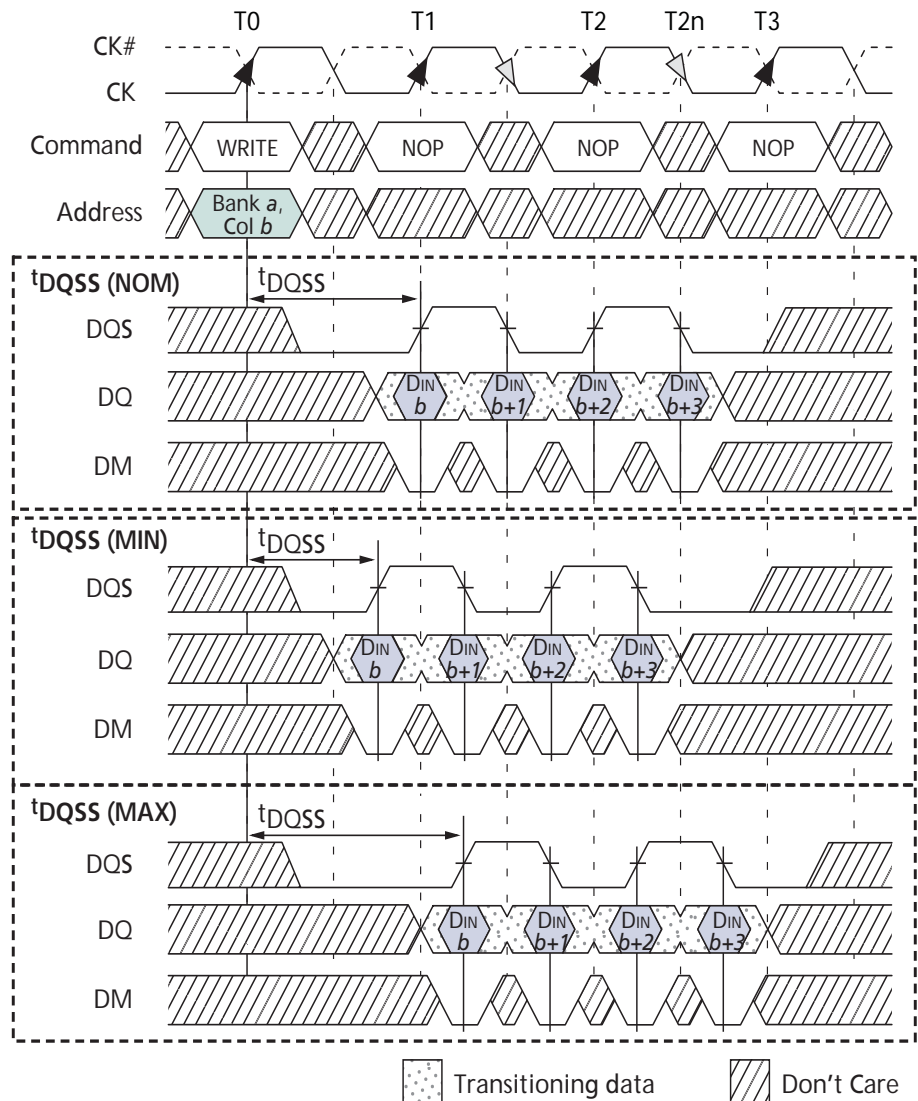 T0 T1 T2 T2n T3
CK#
CK
Command WRITE NOP NOP NOP
Address Bank a,
Col b
tDQSS (NOM) tDQSS
DQS
DQ DIN DIN DIN DIN
b b+1 b+2 b+3
DM
tDQSS (MIN) tDQSS
DQS
DQ DIN DIN DIN DIN
b b+1 b+2 b+3
DM
tDQSS (MAX) tDQSS
DQS
DQ DIN DIN DIN DIN
b b+1 b+2 b+3
DM
Transitioning data Don't Care